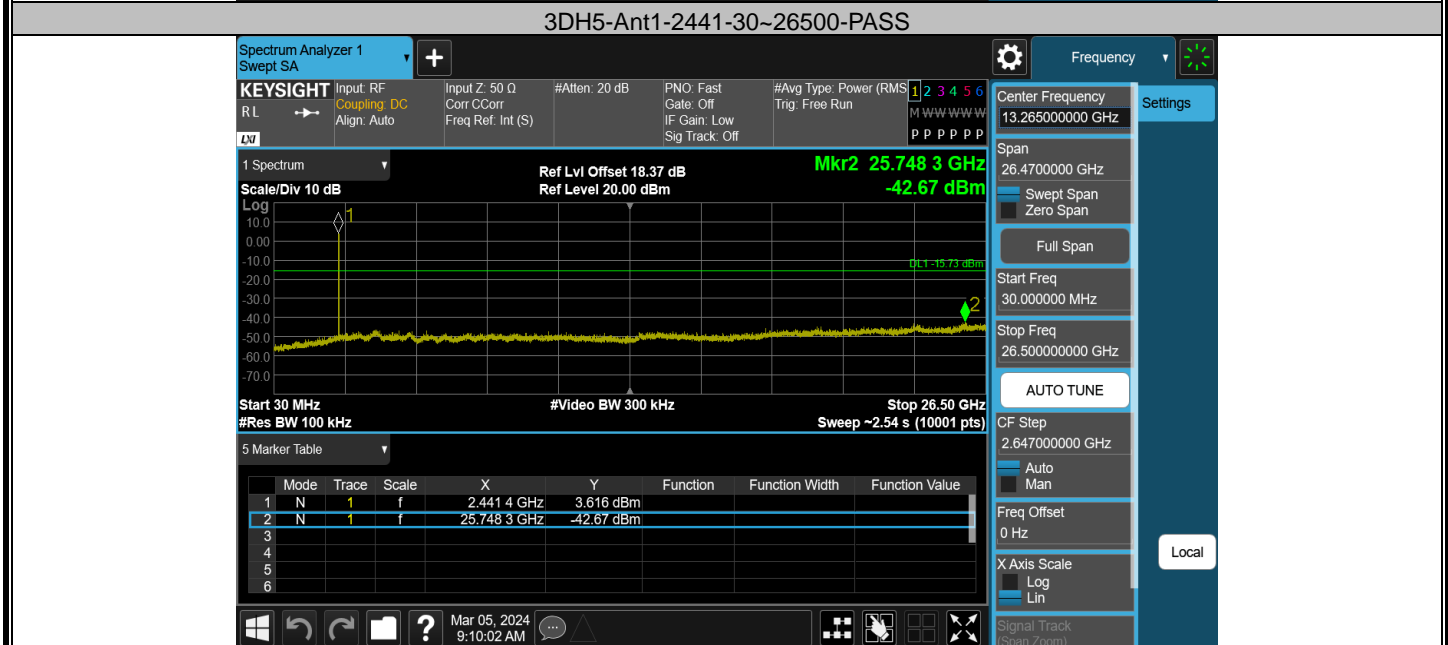 3DH5-Ant1-2441-30~26500-PASS
Spectrum Analyzer 1
Swept SA
+
Frequency
KEYSIGHT
RL
LXI
Input: RF
Coupling: DC
Align: Auto
Input Z: 50 Ω
Corr CCorr
Freq Ref: Int (S)
#Atten: 20 dB
PNO: Fast
Gate: Off
IF Gain: Low
Sig Track: Off
#Avg Type: Power (RMS
Trig: Free Run
1 2 3 4 5 6
M W W W W W
P P P P P P
1 Spectrum
Ref Lvl Offset 18.37 dB
Mkr2 25.748 3 GHz
Scale/Div 10 dB
Ref Level 20.00 dBm
-42.67 dBm
Log
10.0
0.00
-10.0
-20.0
-30.0
-40.0
-50.0
-60.0
-70.0
1
DL1 -15.73 dBm
2
Start 30 MHz
#Video BW 300 kHz
Stop 26.50 GHz
#Res BW 100 kHz
Sweep ~2.54 s (10001 pts)
5 Marker Table
Mode Trace Scale X Y Function Function Width Function Value
1 N 1 f 2.441 4 GHz 3.616 dBm
2 N 1 f 25.748 3 GHz -42.67 dBm
3
4
5
6
?
Mar 05, 2024
9:10:02 AM
Center Frequency
13.265000000 GHz
Settings
Span
26.4700000 GHz
Swept Span
Zero Span
Full Span
Start Freq
30.000000 MHz
Stop Freq
26.500000000 GHz
AUTO TUNE
CF Step
2.647000000 GHz
Auto
Man
Freq Offset
0 Hz
X Axis Scale
Log
Lin
Local
Signal Track
(Span Zoom)